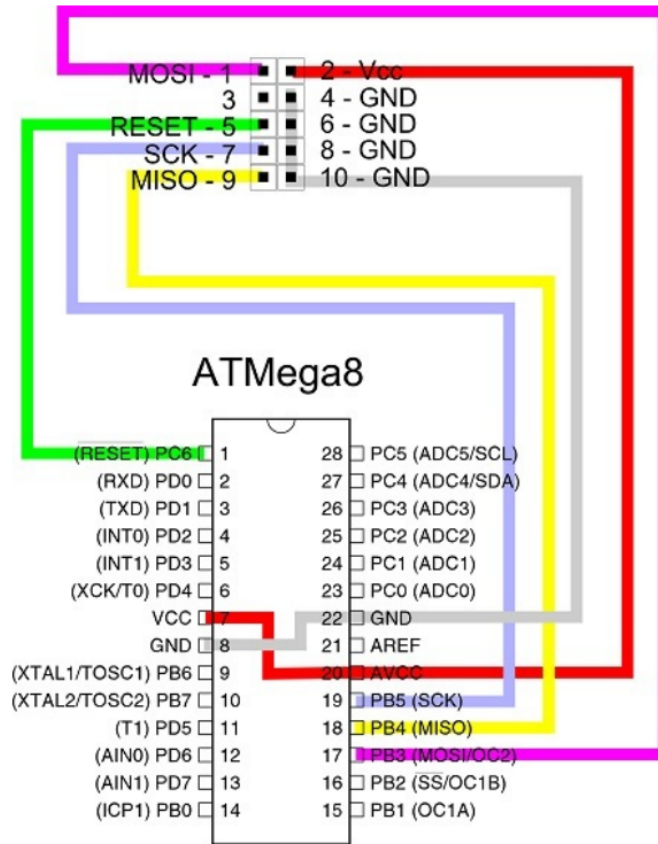 MOSI - 1 2 - Vcc
3 4 - GND
RESET - 5 6 - GND
SCK - 7 8 - GND
MISO - 9 10 - GND
ATMega8
(RESET) PC6 1 28 PC5 (ADC5/SCL)
(RXD) PD0 2 27 PC4 (ADC4/SDA)
(TXD) PD1 3 26 PC3 (ADC3)
(INT0) PD2 4 25 PC2 (ADC2)
(INT1) PD3 5 24 PC1 (ADC1)
(XCK/T0) PD4 6 23 PC0 (ADC0)
VCC 7 22 GND
GND 8 21 AREF
(XTAL1/TOSC1) PB6 9 20 AVCC
(XTAL2/TOSC2) PB7 10 19 PB5 (SCK)
(T1) PD5 11 18 PB4 (MISO)
(AIN0) PD6 12 17 PB3 (MOSI/OC2)
(AIN1) PD7 13 16 PB2 (SS/OC1B)
(ICP1) PB0 14 15 PB1 (OC1A)